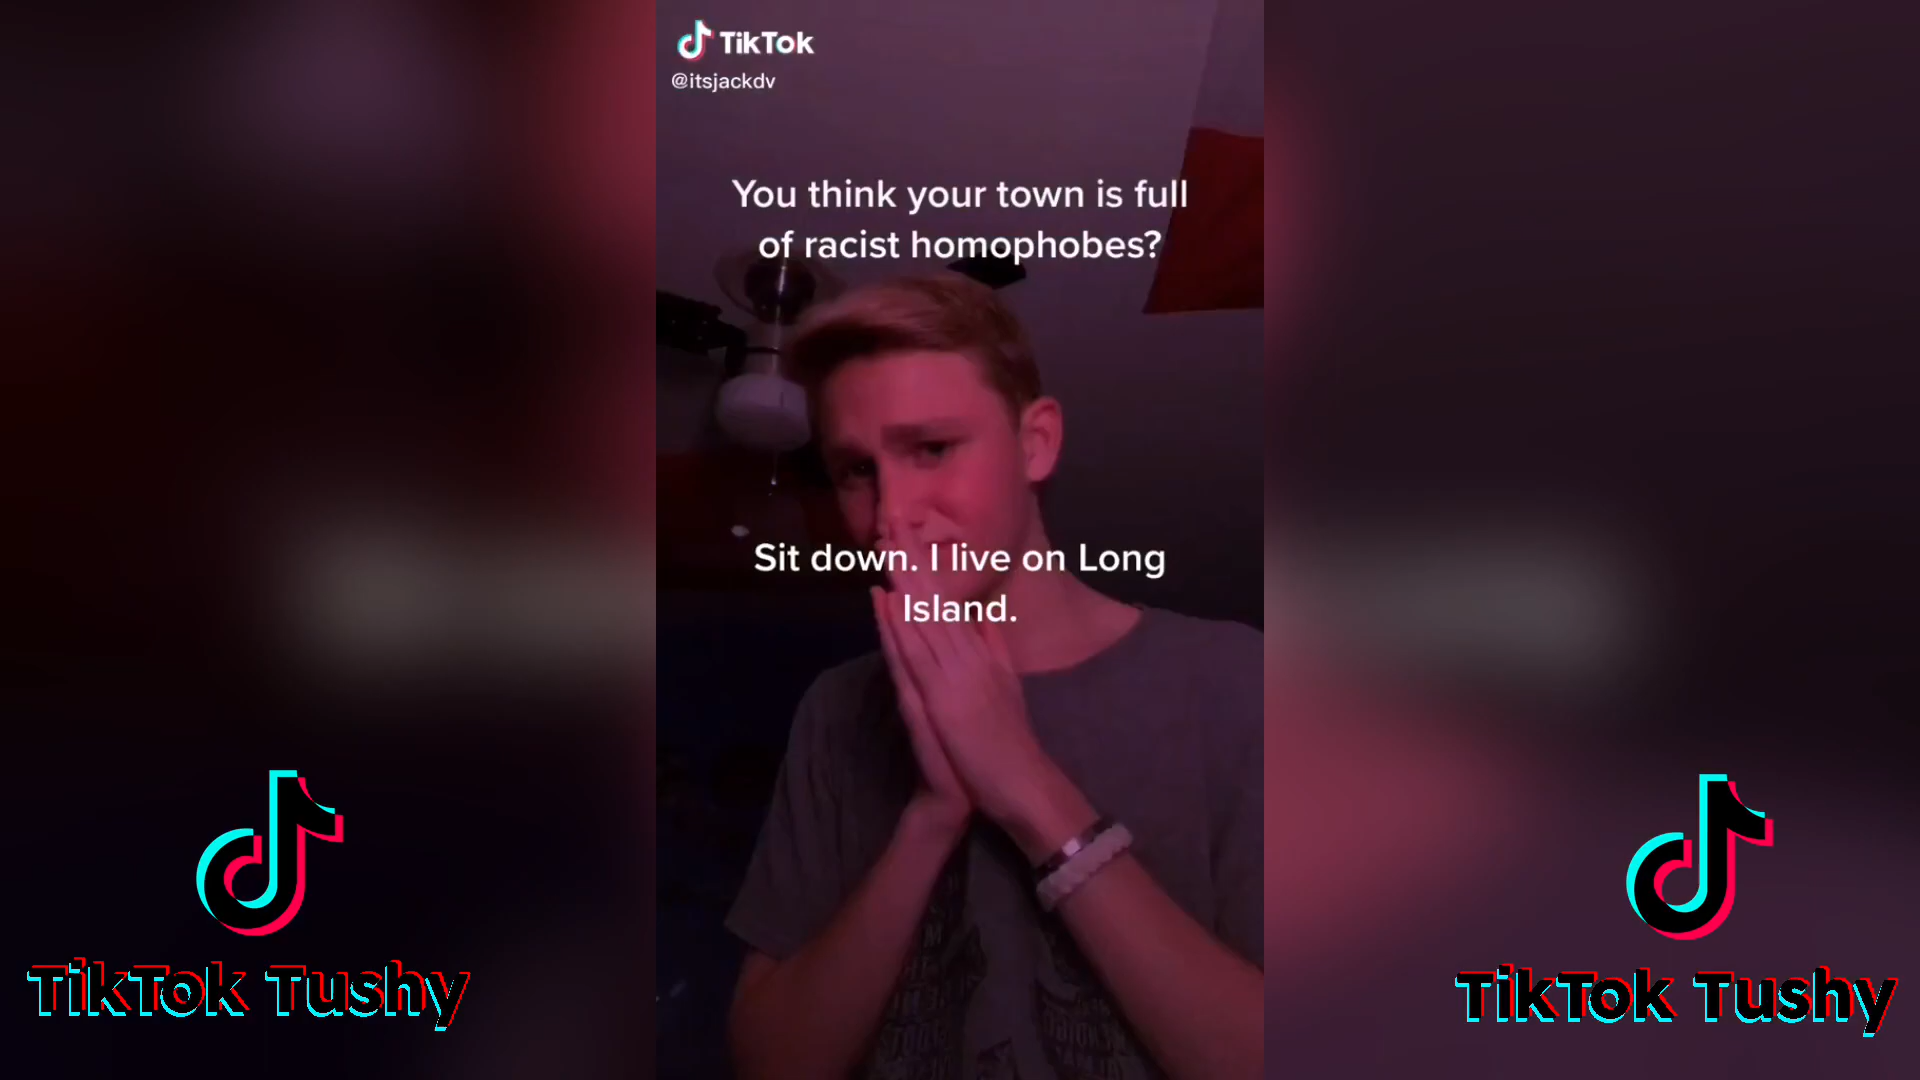 TikTok
@itsjackdv
You think your town is full
of racist homophobes?
Sit down. I live on Long
Island.
TikTok Tushy
TikTok Tushy